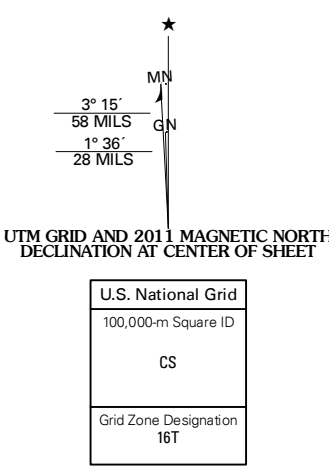 ★
MN
3° 15´
58 MILS
GN
1° 36´
28 MILS
UTM GRID AND 2011 MAGNETIC NORTH
DECLINATION AT CENTER OF SHEET
U.S. National Grid
100,000-m Square ID
CS
Grid Zone Designation
16T